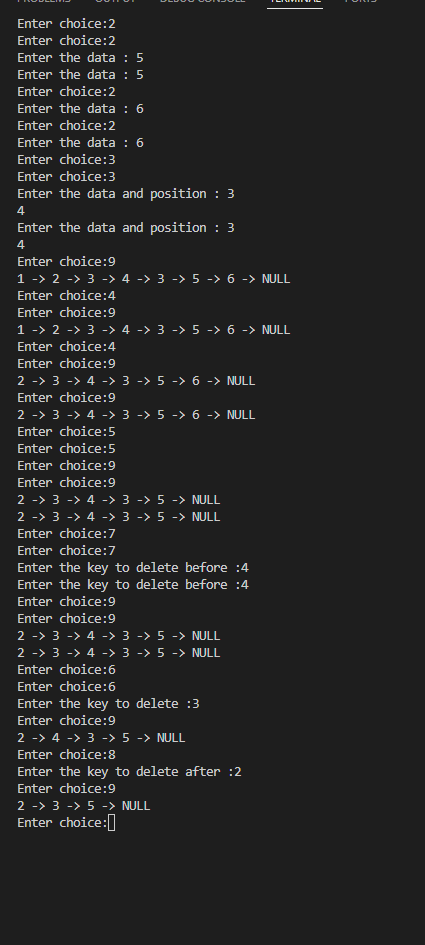 PROBLEMS OUTPUT DEBUG CONSOLE TERMINAL PORTS
Enter choice:2
Enter choice:2
Enter the data : 5
Enter the data : 5
Enter choice:2
Enter the data : 6
Enter choice:2
Enter the data : 6
Enter choice:3
Enter choice:3
Enter the data and position : 3
4
Enter the data and position : 3
4
Enter choice:9
1 -> 2 -> 3 -> 4 -> 3 -> 5 -> 6 -> NULL
Enter choice:4
Enter choice:9
1 -> 2 -> 3 -> 4 -> 3 -> 5 -> 6 -> NULL
Enter choice:4
Enter choice:9
2 -> 3 -> 4 -> 3 -> 5 -> 6 -> NULL
Enter choice:9
2 -> 3 -> 4 -> 3 -> 5 -> 6 -> NULL
Enter choice:5
Enter choice:5
Enter choice:9
Enter choice:9
2 -> 3 -> 4 -> 3 -> 5 -> NULL
2 -> 3 -> 4 -> 3 -> 5 -> NULL
Enter choice:7
Enter choice:7
Enter the key to delete before :4
Enter the key to delete before :4
Enter choice:9
Enter choice:9
2 -> 3 -> 4 -> 3 -> 5 -> NULL
2 -> 3 -> 4 -> 3 -> 5 -> NULL
Enter choice:6
Enter choice:6
Enter the key to delete :3
Enter choice:9
2 -> 4 -> 3 -> 5 -> NULL
Enter choice:8
Enter the key to delete after :2
Enter choice:9
2 -> 3 -> 5 -> NULL
Enter choice: